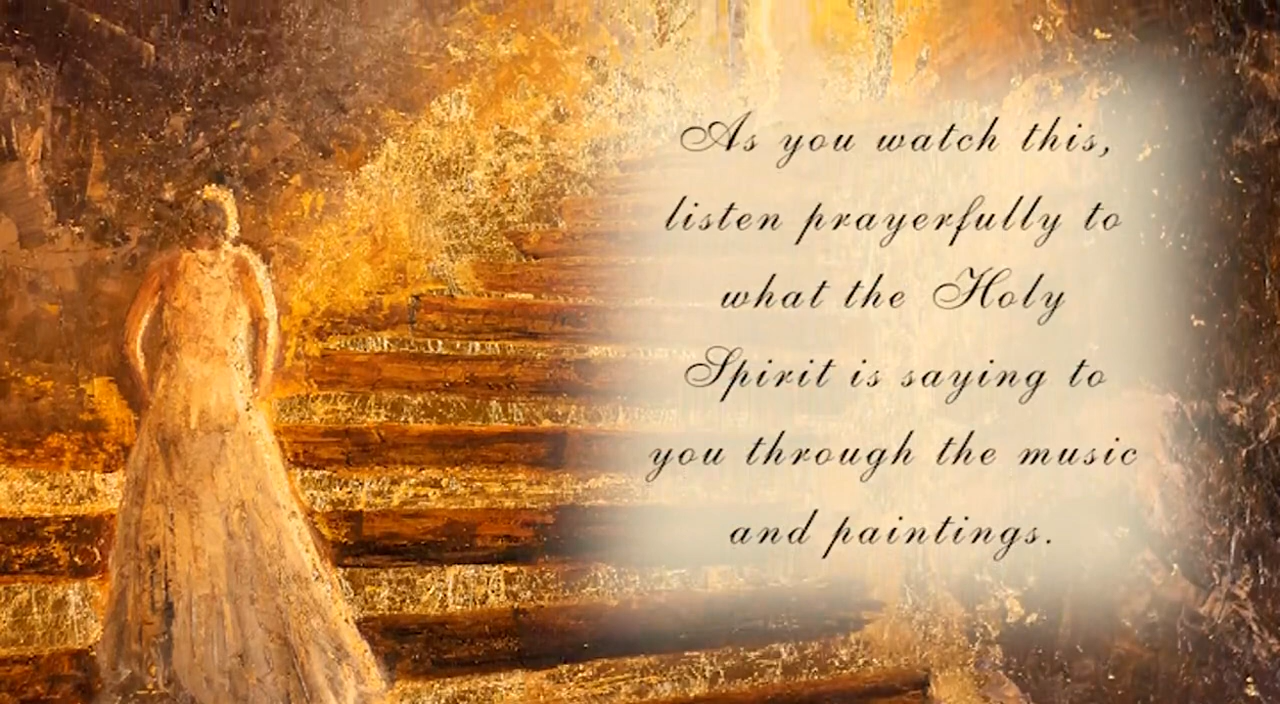 As you watch this,
listen prayerfully to
what the Holy
Spirit is saying to
you through the music
and paintings.